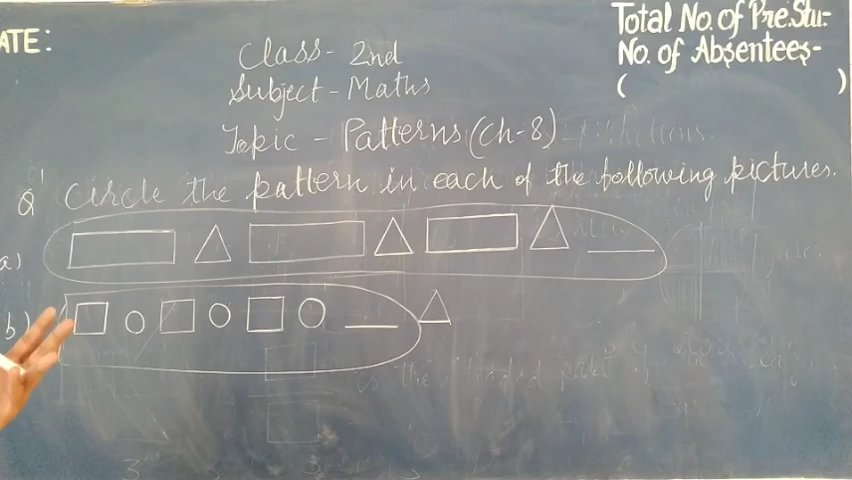 ATE:
Total No. of Pre.Stu:-
No. of Absentees-
( )
Class - 2nd
Subject - Maths
Topic - Patterns (Ch-8)
Q1 Circle the pattern in each of the following pictures.
a)
b)